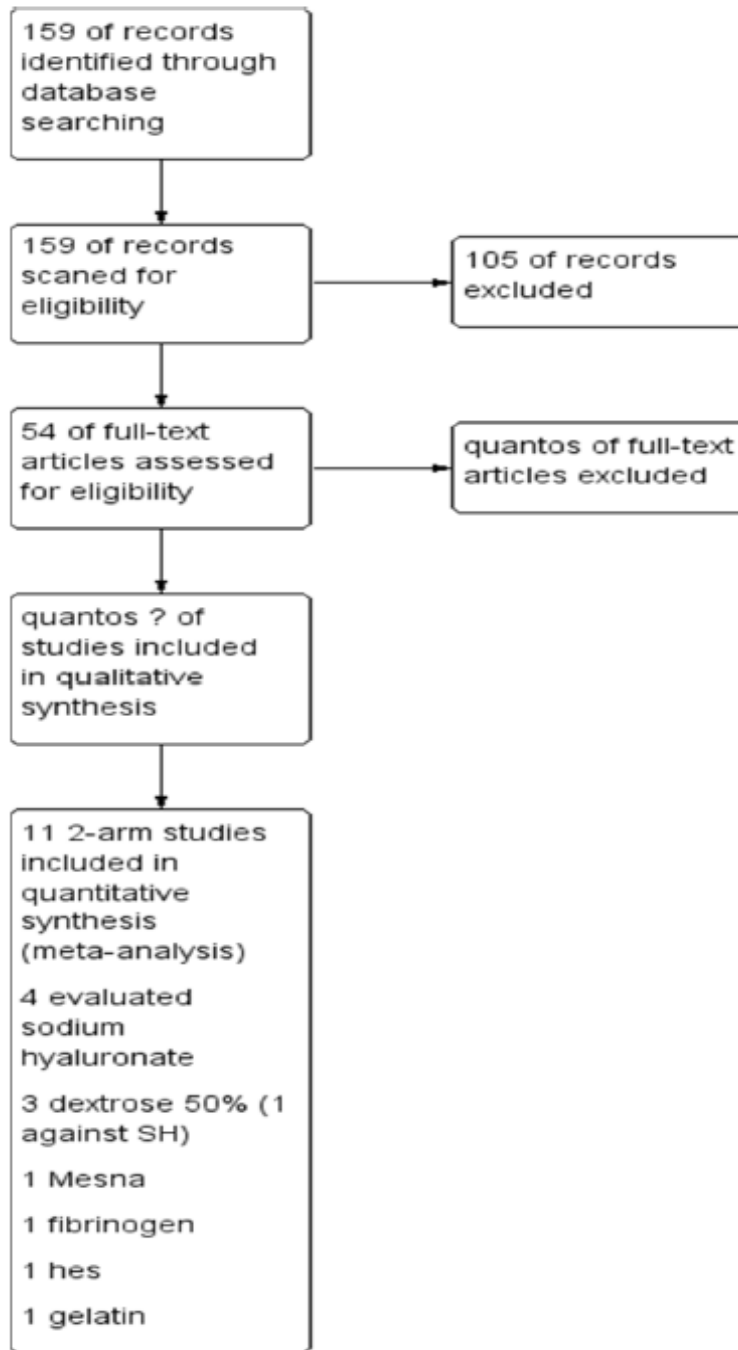 159 of records
identified through
database
searching
159 of records
scaned for
eligibility
105 of records
excluded
54 of full-text
articles assessed
for eligibility
quantos of full-text
articles excluded
quantos ? of
studies included
in qualitative
synthesis
11 2-arm studies
included in
quantitative
synthesis
(meta-analysis)
4 evaluated
sodium
hyaluronate
3 dextrose 50% (1
against SH)
1 Mesna
1 fibrinogen
1 hes
1 gelatin